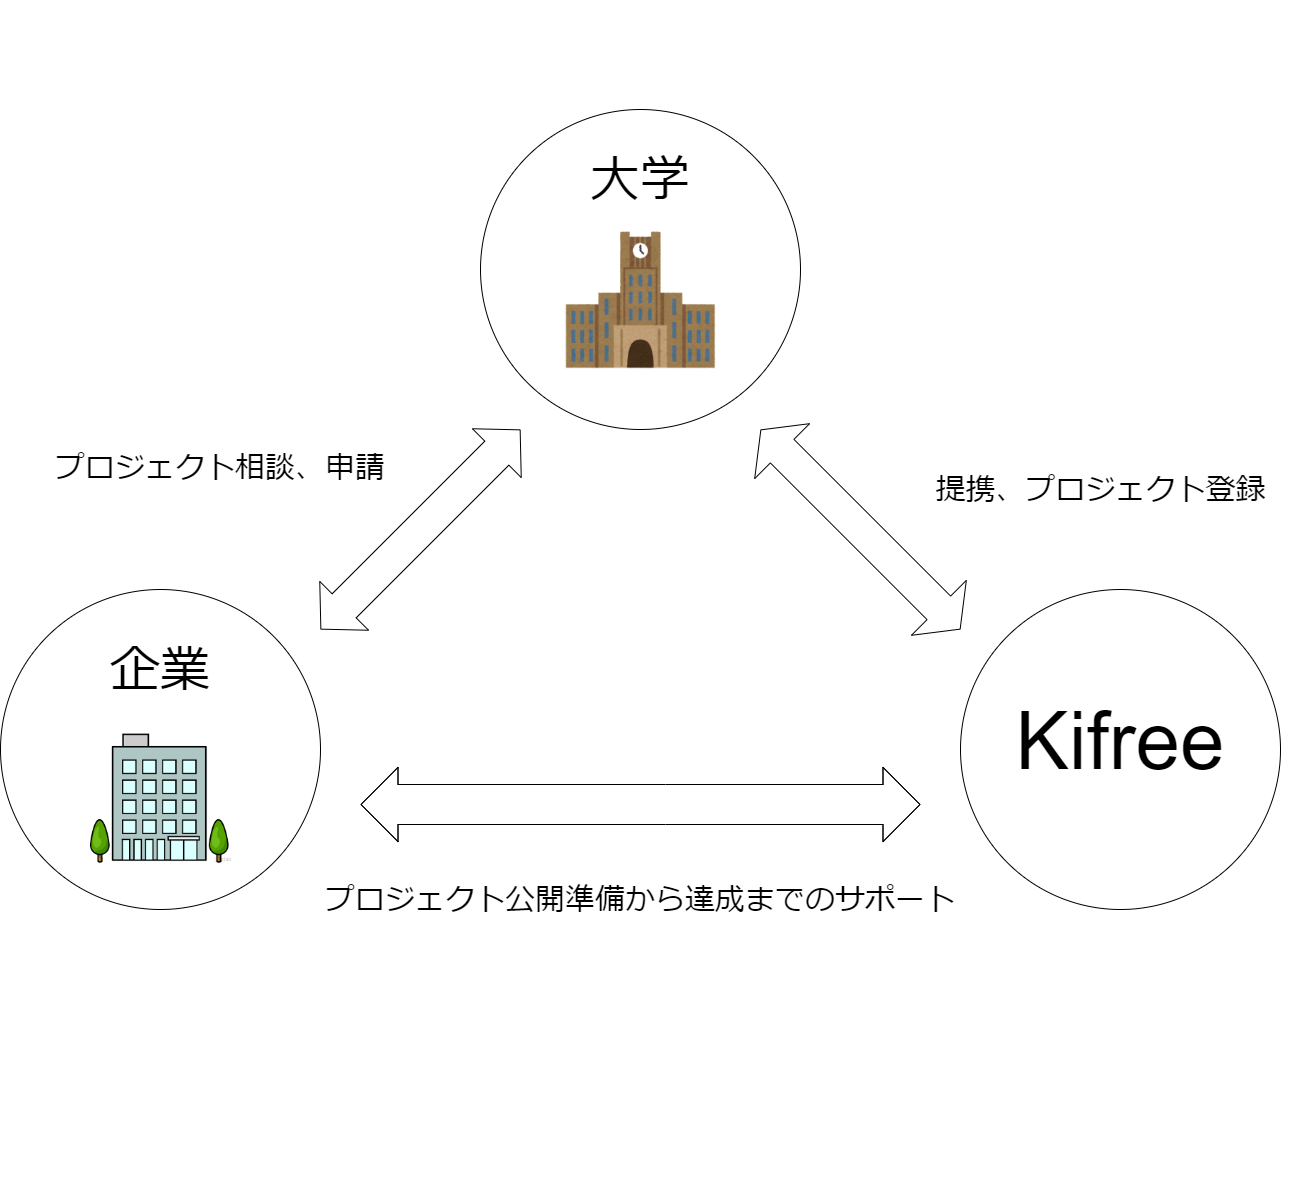 大学
プロジェクト相談、申請
提携、プロジェクト登録
企業
Kifree
プロジェクト公開準備から達成までのサポート